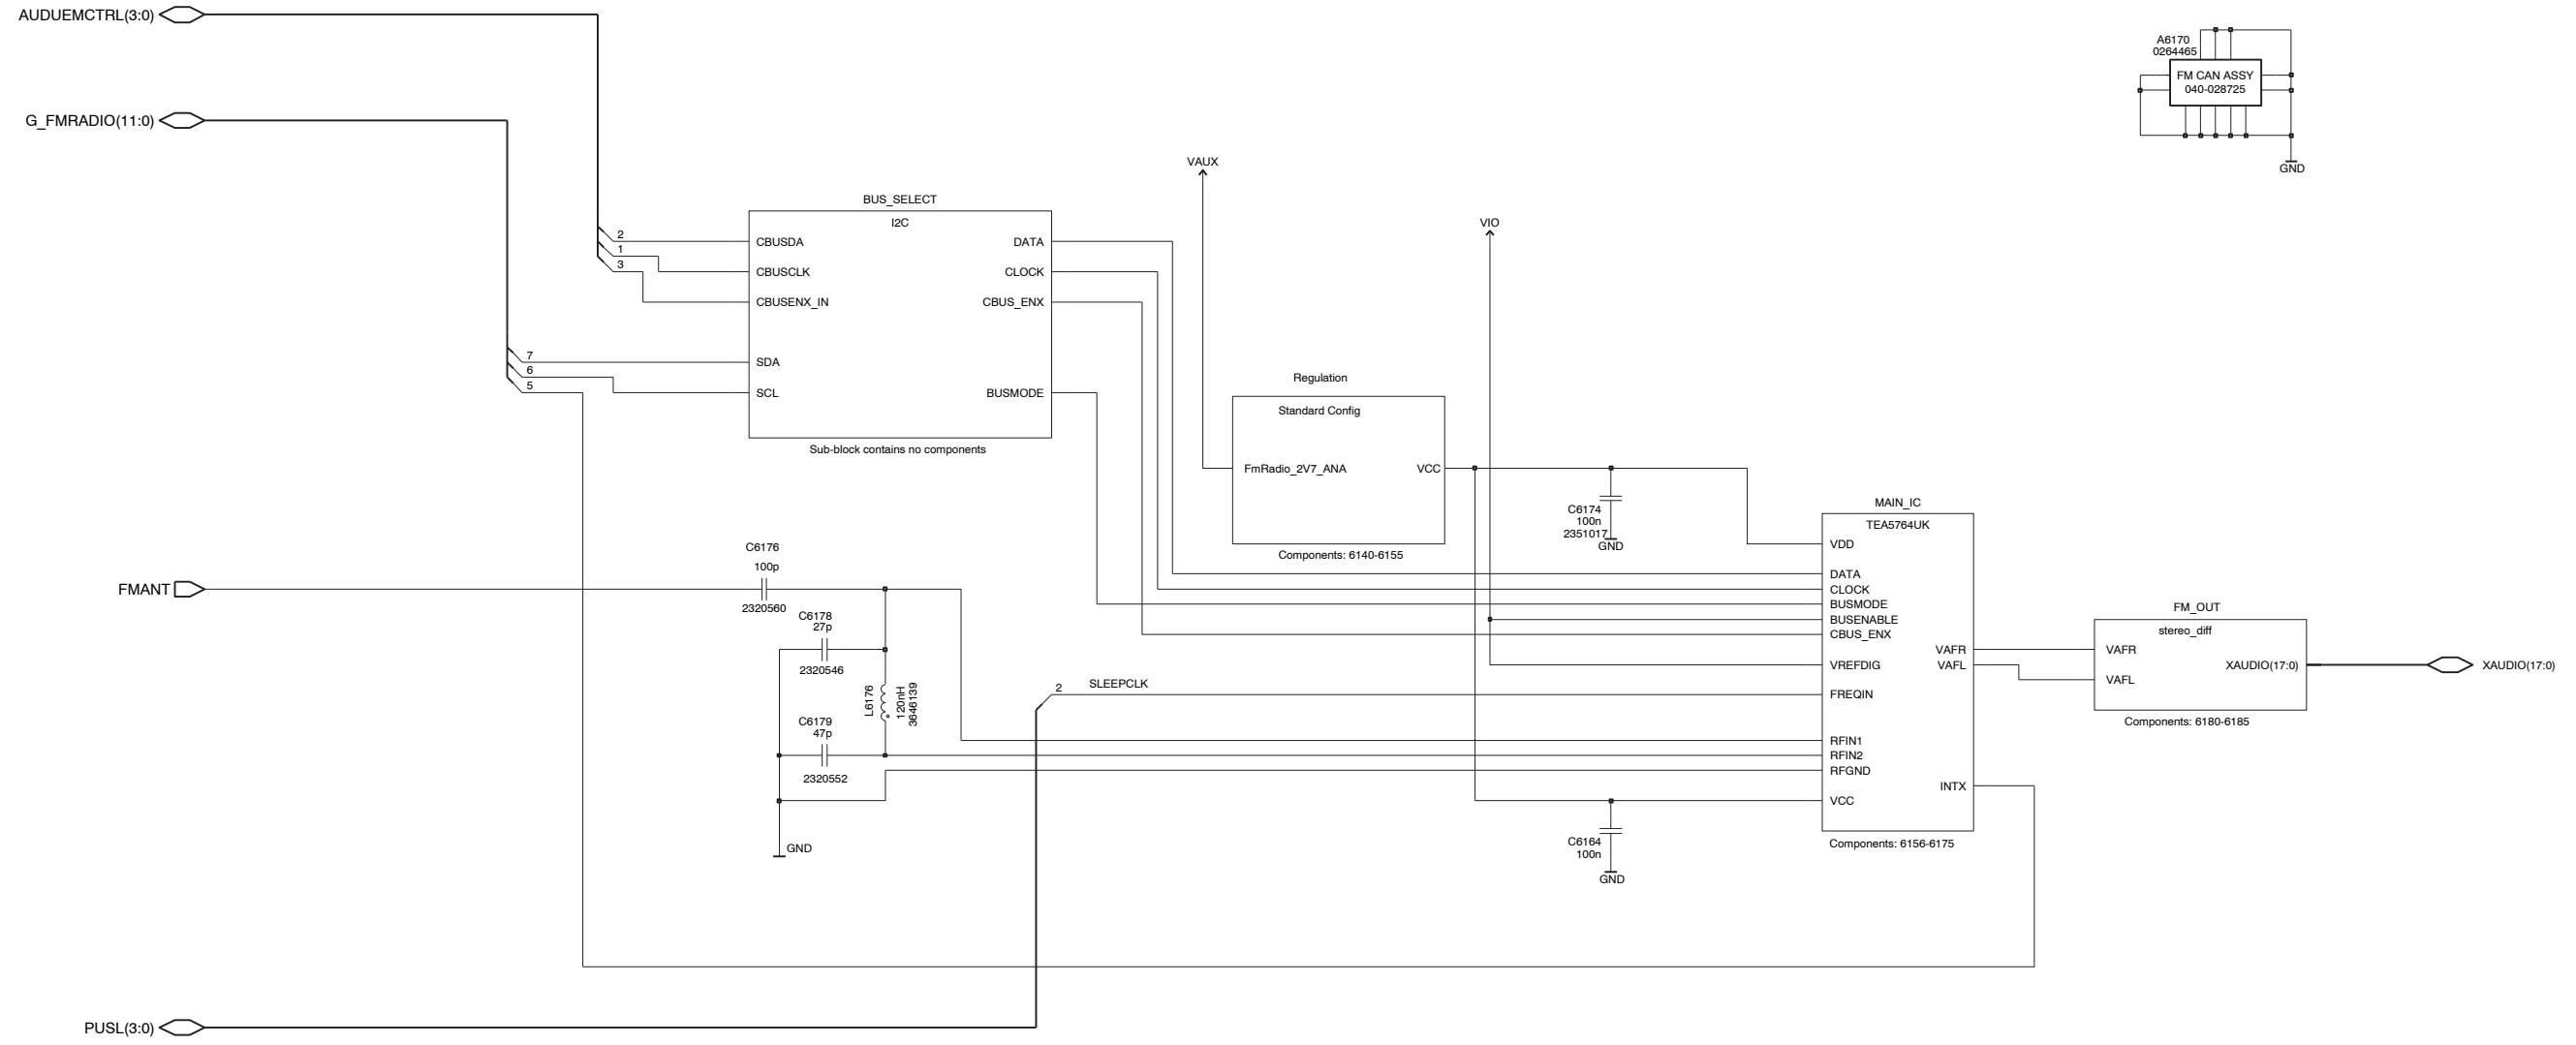 AUDUEMCTRL(3:0)
G_FMRADIO(11:0)
A6170
0264465
FM CAN ASSY
040-028725
GND
VAUX
VIO
BUS_SELECT
I2C
2
1
3
7
6
5
CBUSDA
CBUSCLK
CBUSENX_IN
SDA
SCL
DATA
CLOCK
CBUS_ENX
BUSMODE
Sub-block contains no components
Regulation
Standard Config
FmRadio_2V7_ANA
VCC
Components: 6140-6155
C6174
100n
2351017
GND
FMANT
C6176
100p
2320560
C6178
27p
2320546
L6176
120nH
3646139
C6179
47p
2320552
GND
2
SLEEPCLK
C6164
100n
GND
MAIN_IC
TEA5764UK
VDD
DATA
CLOCK
BUSMODE
BUSENABLE
CBUS_ENX
VREFDIG
FREQIN
RFIN1
RFIN2
RFGND
VCC
VAFR
VAFL
INTX
Components: 6156-6175
FM_OUT
stereo_diff
VAFR
VAFL
XAUDIO(17:0)
Components: 6180-6185
XAUDIO(17:0)
PUSL(3:0)